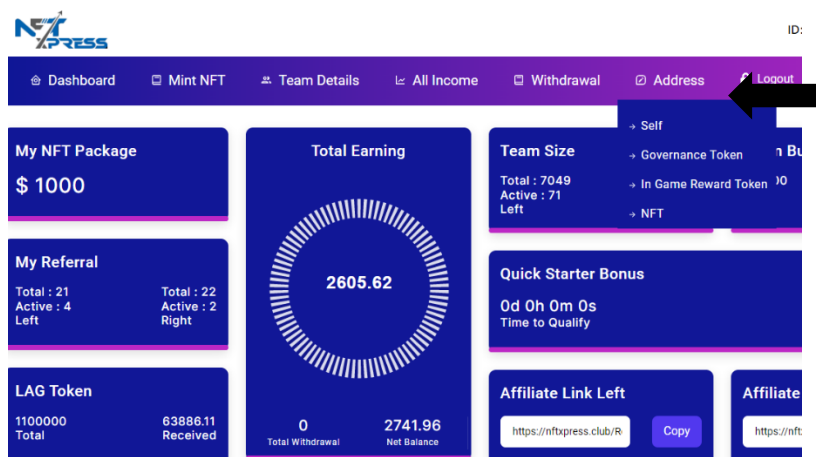 NFT
XPRESS
ID:
Dashboard Mint NFT Team Details All Income Withdrawal Address Logout
→ Self
→ Governance Token
→ In Game Reward Token
→ NFT
My NFT Package
$ 1000
Total Earning
2605.62
0 2741.96
Total Withdrawal Net Balance
Team Size
Total : 7049
Active : 71
Left
My Referral
Total : 21 Total : 22
Active : 4 Active : 2
Left Right
Quick Starter Bonus
0d 0h 0m 0s
Time to Qualify
LAG Token
1100000 63886.11
Total Received
Affiliate Link Left
https://nftxpress.club/R Copy
Affiliate
https://nft